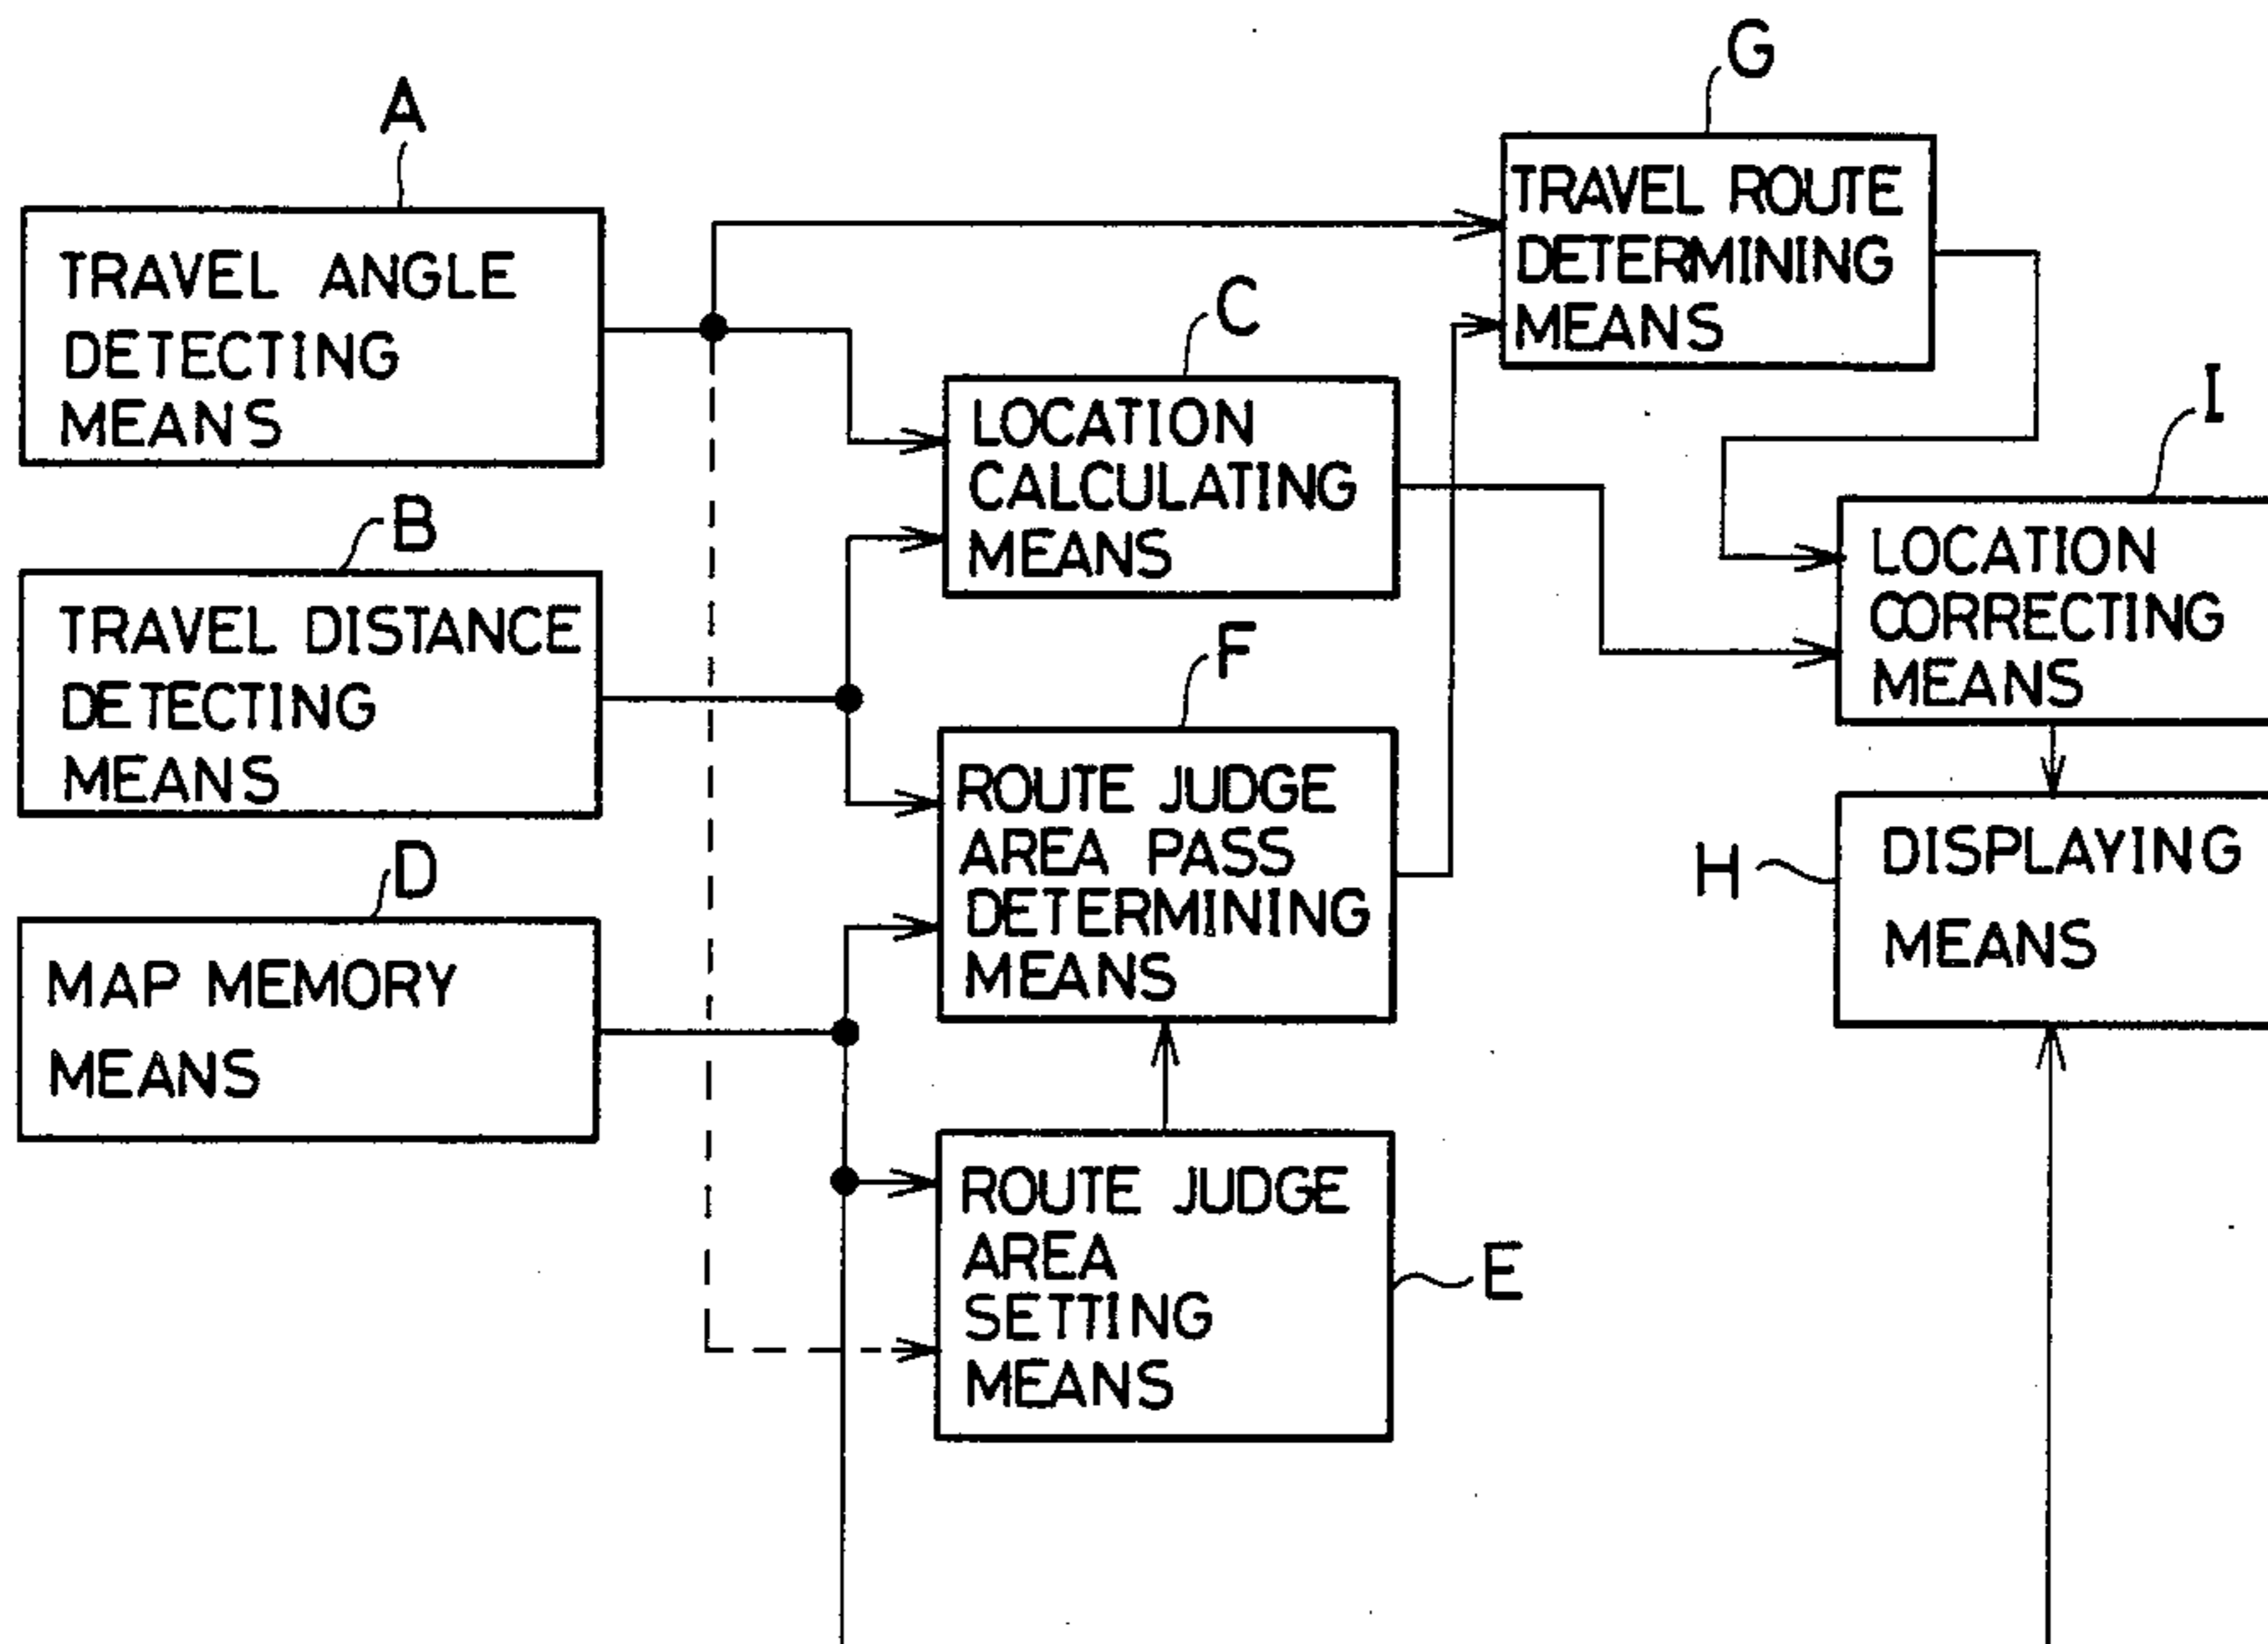 A
TRAVEL ANGLE
DETECTING
MEANS
B
TRAVEL DISTANCE
DETECTING
MEANS
D
MAP MEMORY
MEANS
C
LOCATION
CALCULATING
MEANS
F
ROUTE JUDGE
AREA PASS
DETERMINING
MEANS
ROUTE JUDGE
AREA
SETTING
MEANS
E
G
TRAVEL ROUTE
DETERMINING
MEANS
I
LOCATION
CORRECTING
MEANS
H
DISPLAYING
MEANS